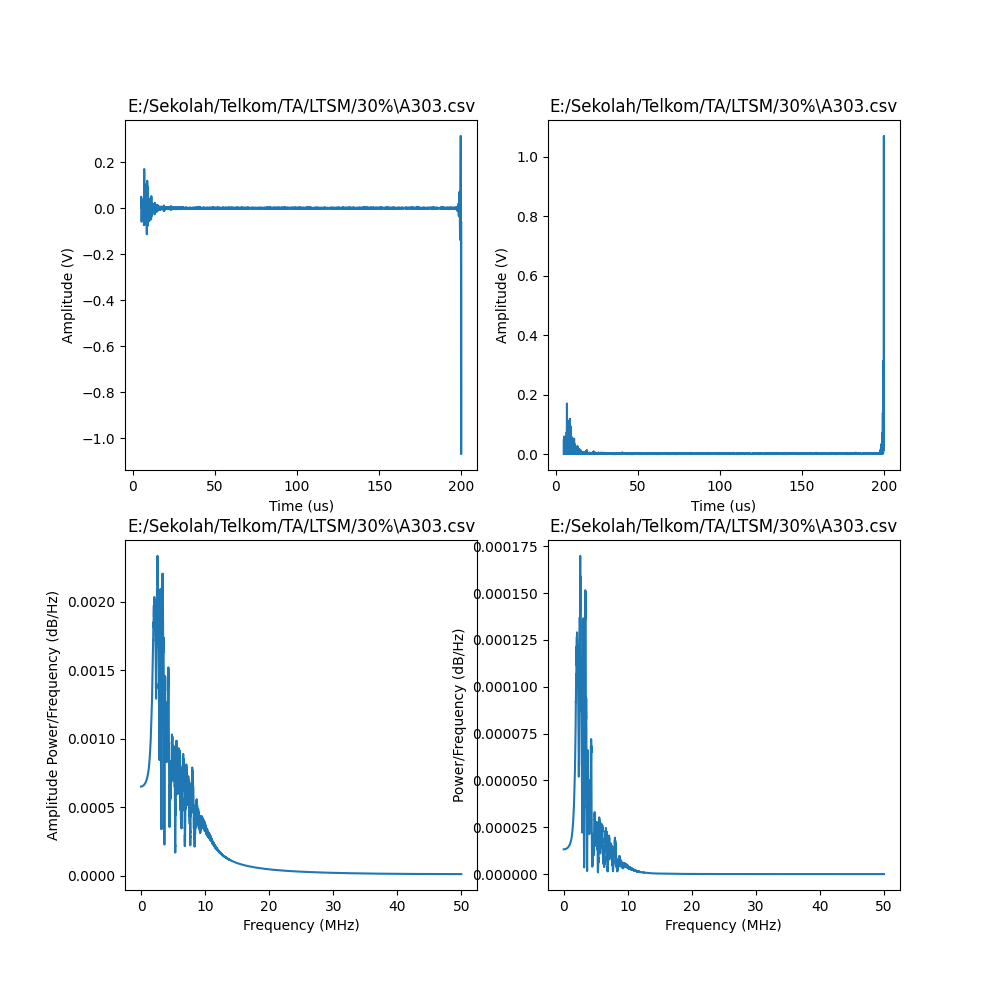 E:/Sekolah/Telkom/TA/LTSM/30%\A303.csv
Amplitude (V)
0.2
0.0
−0.2
−0.4
−0.6
−0.8
−1.0
0 50 100 150 200
Time (us)
E:/Sekolah/Telkom/TA/LTSM/30%\A303.csv
Amplitude (V)
1.0
0.8
0.6
0.4
0.2
0.0
0 50 100 150 200
Time (us)
E:/Sekolah/Telkom/TA/LTSM/30%\A303.csv
Amplitude Power/Frequency (dB/Hz)
0.0020
0.0015
0.0010
0.0005
0.0000
0 10 20 30 40 50
Frequency (MHz)
E:/Sekolah/Telkom/TA/LTSM/30%\A303.csv
Power/Frequency (dB/Hz)
0.000175
0.000150
0.000125
0.000100
0.000075
0.000050
0.000025
0.000000
0 10 20 30 40 50
Frequency (MHz)